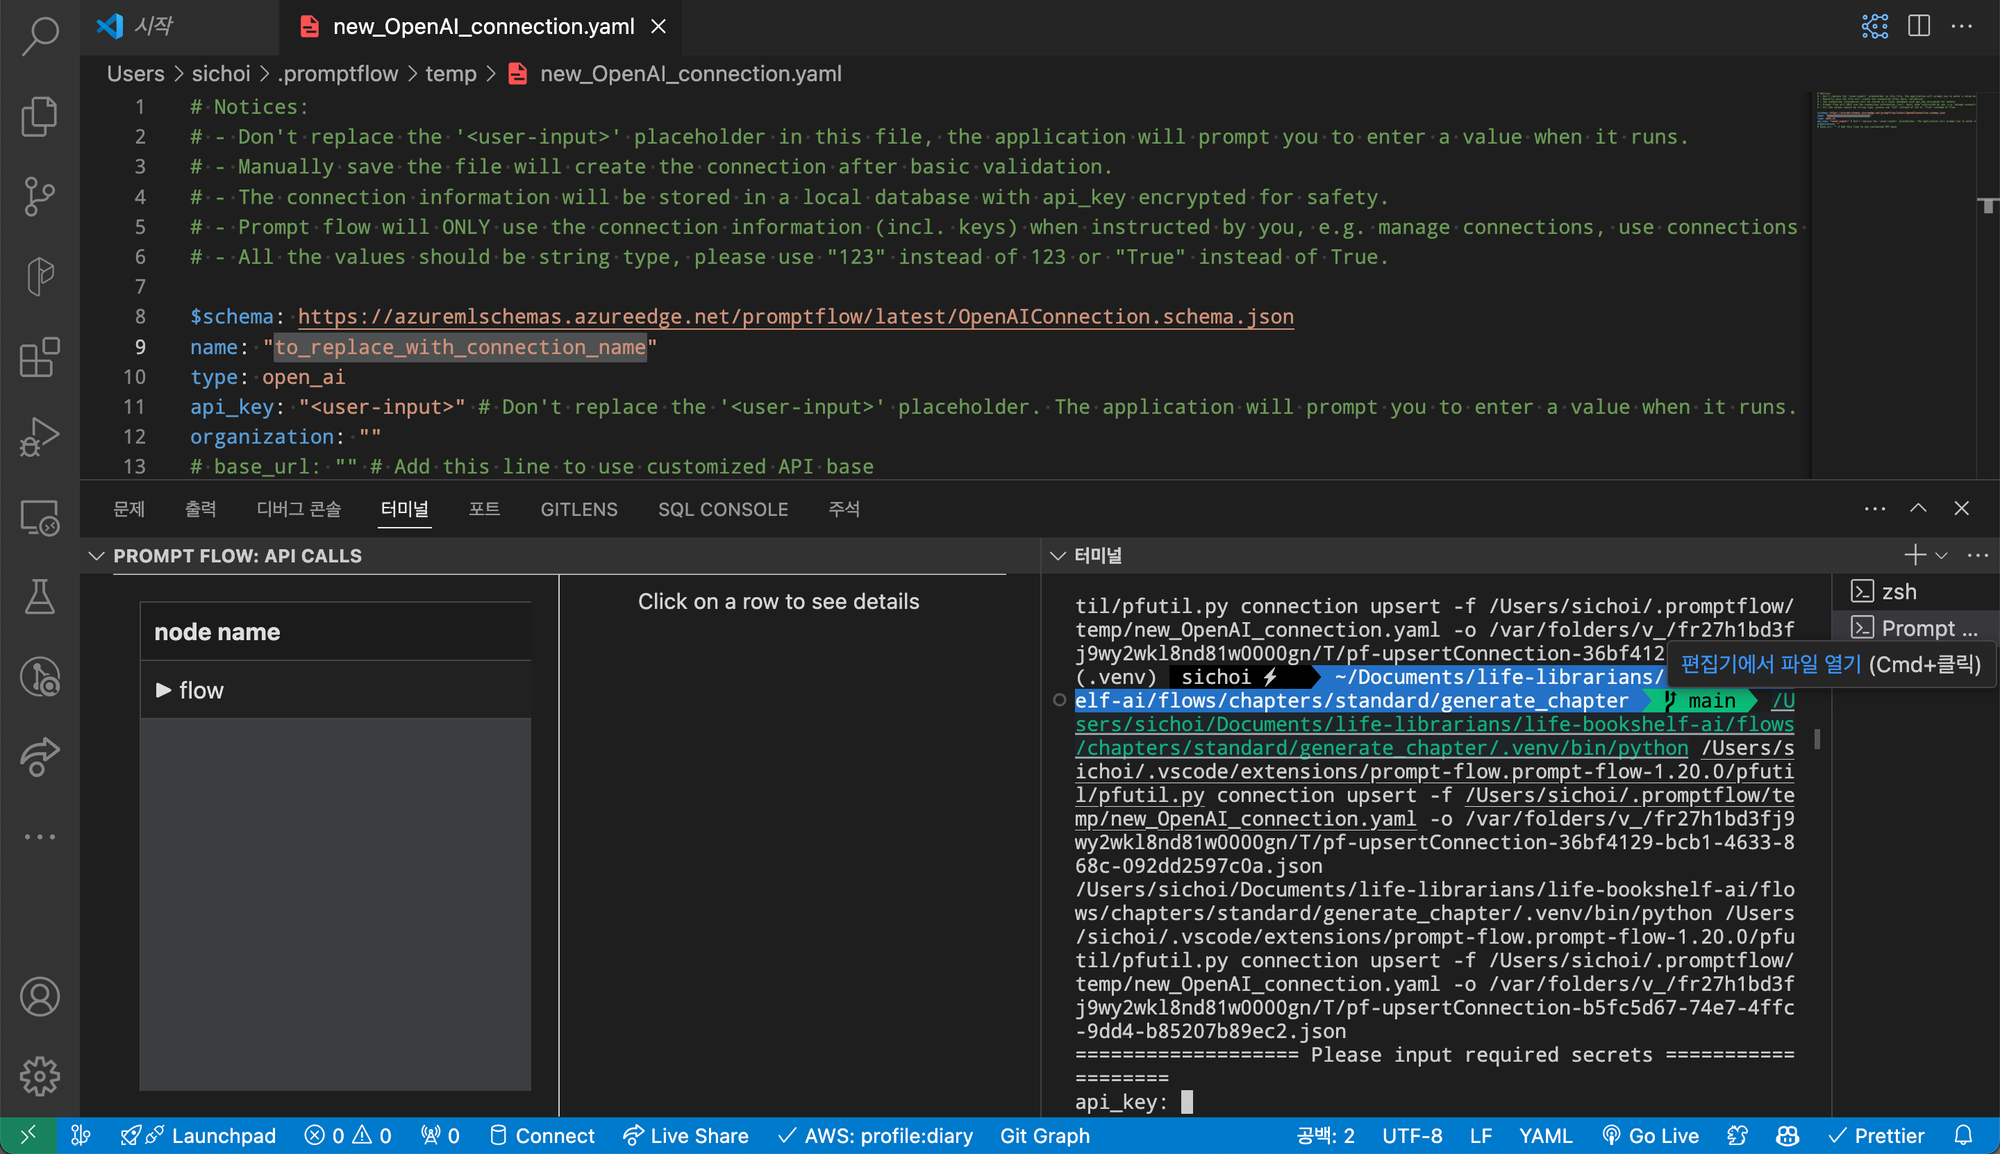 시작
new_OpenAI_connection.yaml
Users > sichoi > .promptflow > temp > new_OpenAI_connection.yaml
1 # Notices:
2 # - Don't replace the '<user-input>' placeholder in this file, the application will prompt you to enter a value when it runs.
3 # - Manually save the file will create the connection after basic validation.
4 # - The connection information will be stored in a local database with api_key encrypted for safety.
5 # - Prompt flow will ONLY use the connection information (incl. keys) when instructed by you, e.g. manage connections, use connections
6 # - All the values should be string type, please use "123" instead of 123 or "True" instead of True.
7
8 $schema: https://azuremlschemas.azureedge.net/promptflow/latest/OpenAIConnection.schema.json
9 name: "to_replace_with_connection_name"
10 type: open_ai
11 api_key: "<user-input>" # Don't replace the '<user-input>' placeholder. The application will prompt you to enter a value when it runs.
12 organization: ""
13 # base_url: "" # Add this line to use customized API base
문제 출력 디버그 콘솔 터미널 포트 GITLENS SQL CONSOLE 주석
PROMPT FLOW: API CALLS
node name
flow
Click on a row to see details
터미널
til/pfutil.py connection upsert -f /Users/sichoi/.promptflow/
temp/new_OpenAI_connection.yaml -o /var/folders/v_/fr27h1bd3f
j9wy2wkl8nd81w0000gn/T/pf-upsertConnection-36bf412
(.venv) sichoi ⚡ ~/Documents/life-librarians/
elf-ai/flows/chapters/standard/generate_chapter main /U
sers/sichoi/Documents/life-librarians/life-bookshelf-ai/flows
/chapters/standard/generate_chapter/.venv/bin/python /Users/s
ichoi/.vscode/extensions/prompt-flow.prompt-flow-1.20.0/pfuti
l/pfutil.py connection upsert -f /Users/sichoi/.promptflow/te
mp/new_OpenAI_connection.yaml -o /var/folders/v_/fr27h1bd3fj9
wy2wkl8nd81w0000gn/T/pf-upsertConnection-36bf4129-bcb1-4633-8
68c-092dd2597c0a.json
/Users/sichoi/Documents/life-librarians/life-bookshelf-ai/flo
ws/chapters/standard/generate_chapter/.venv/bin/python /Users
/sichoi/.vscode/extensions/prompt-flow.prompt-flow-1.20.0/pfu
til/pfutil.py connection upsert -f /Users/sichoi/.promptflow/
temp/new_OpenAI_connection.yaml -o /var/folders/v_/fr27h1bd3f
j9wy2wkl8nd81w0000gn/T/pf-upsertConnection-b5fc5d67-74e7-4ffc
-9dd4-b85207b89ec2.json
=================== Please input required secrets ===========
========
api_key:
zsh
Prompt ...
편집기에서 파일 열기 (Cmd+클릭)
Launchpad 0 0 0 Connect Live Share AWS: profile:diary Git Graph 공백: 2 UTF-8 LF YAML Go Live Prettier